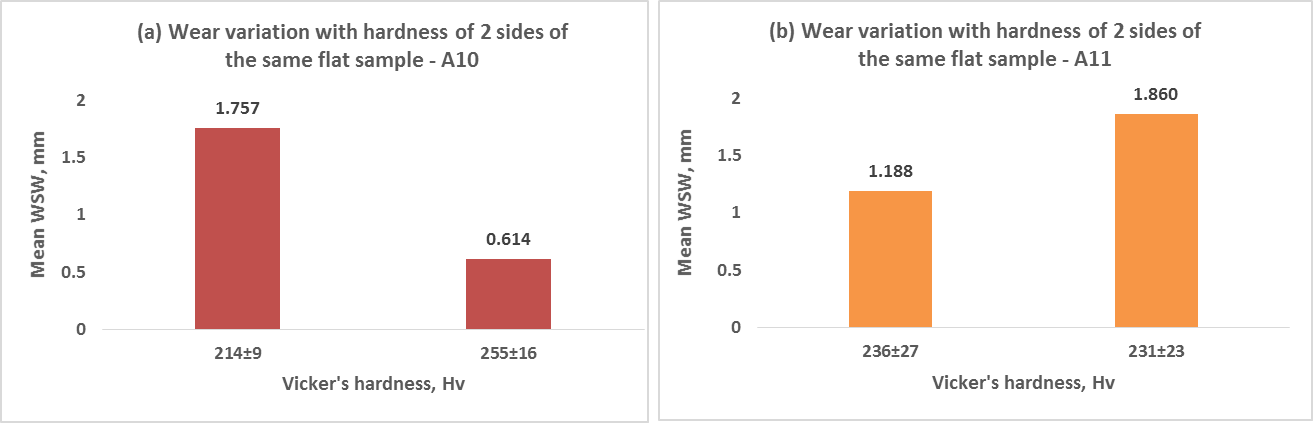 (a) Wear variation with hardness of 2 sides of
the same flat sample - A10
2
1.5
1
0.5
0
Mean WSW, mm
1.757
0.614
214±9
255±16
Vicker's hardness, Hv
(b) Wear variation with hardness of 2 sides of
the same flat sample - A11
2
1.5
1
0.5
0
Mean WSW, mm
1.188
1.860
236±27
231±23
Vicker's hardness, Hv